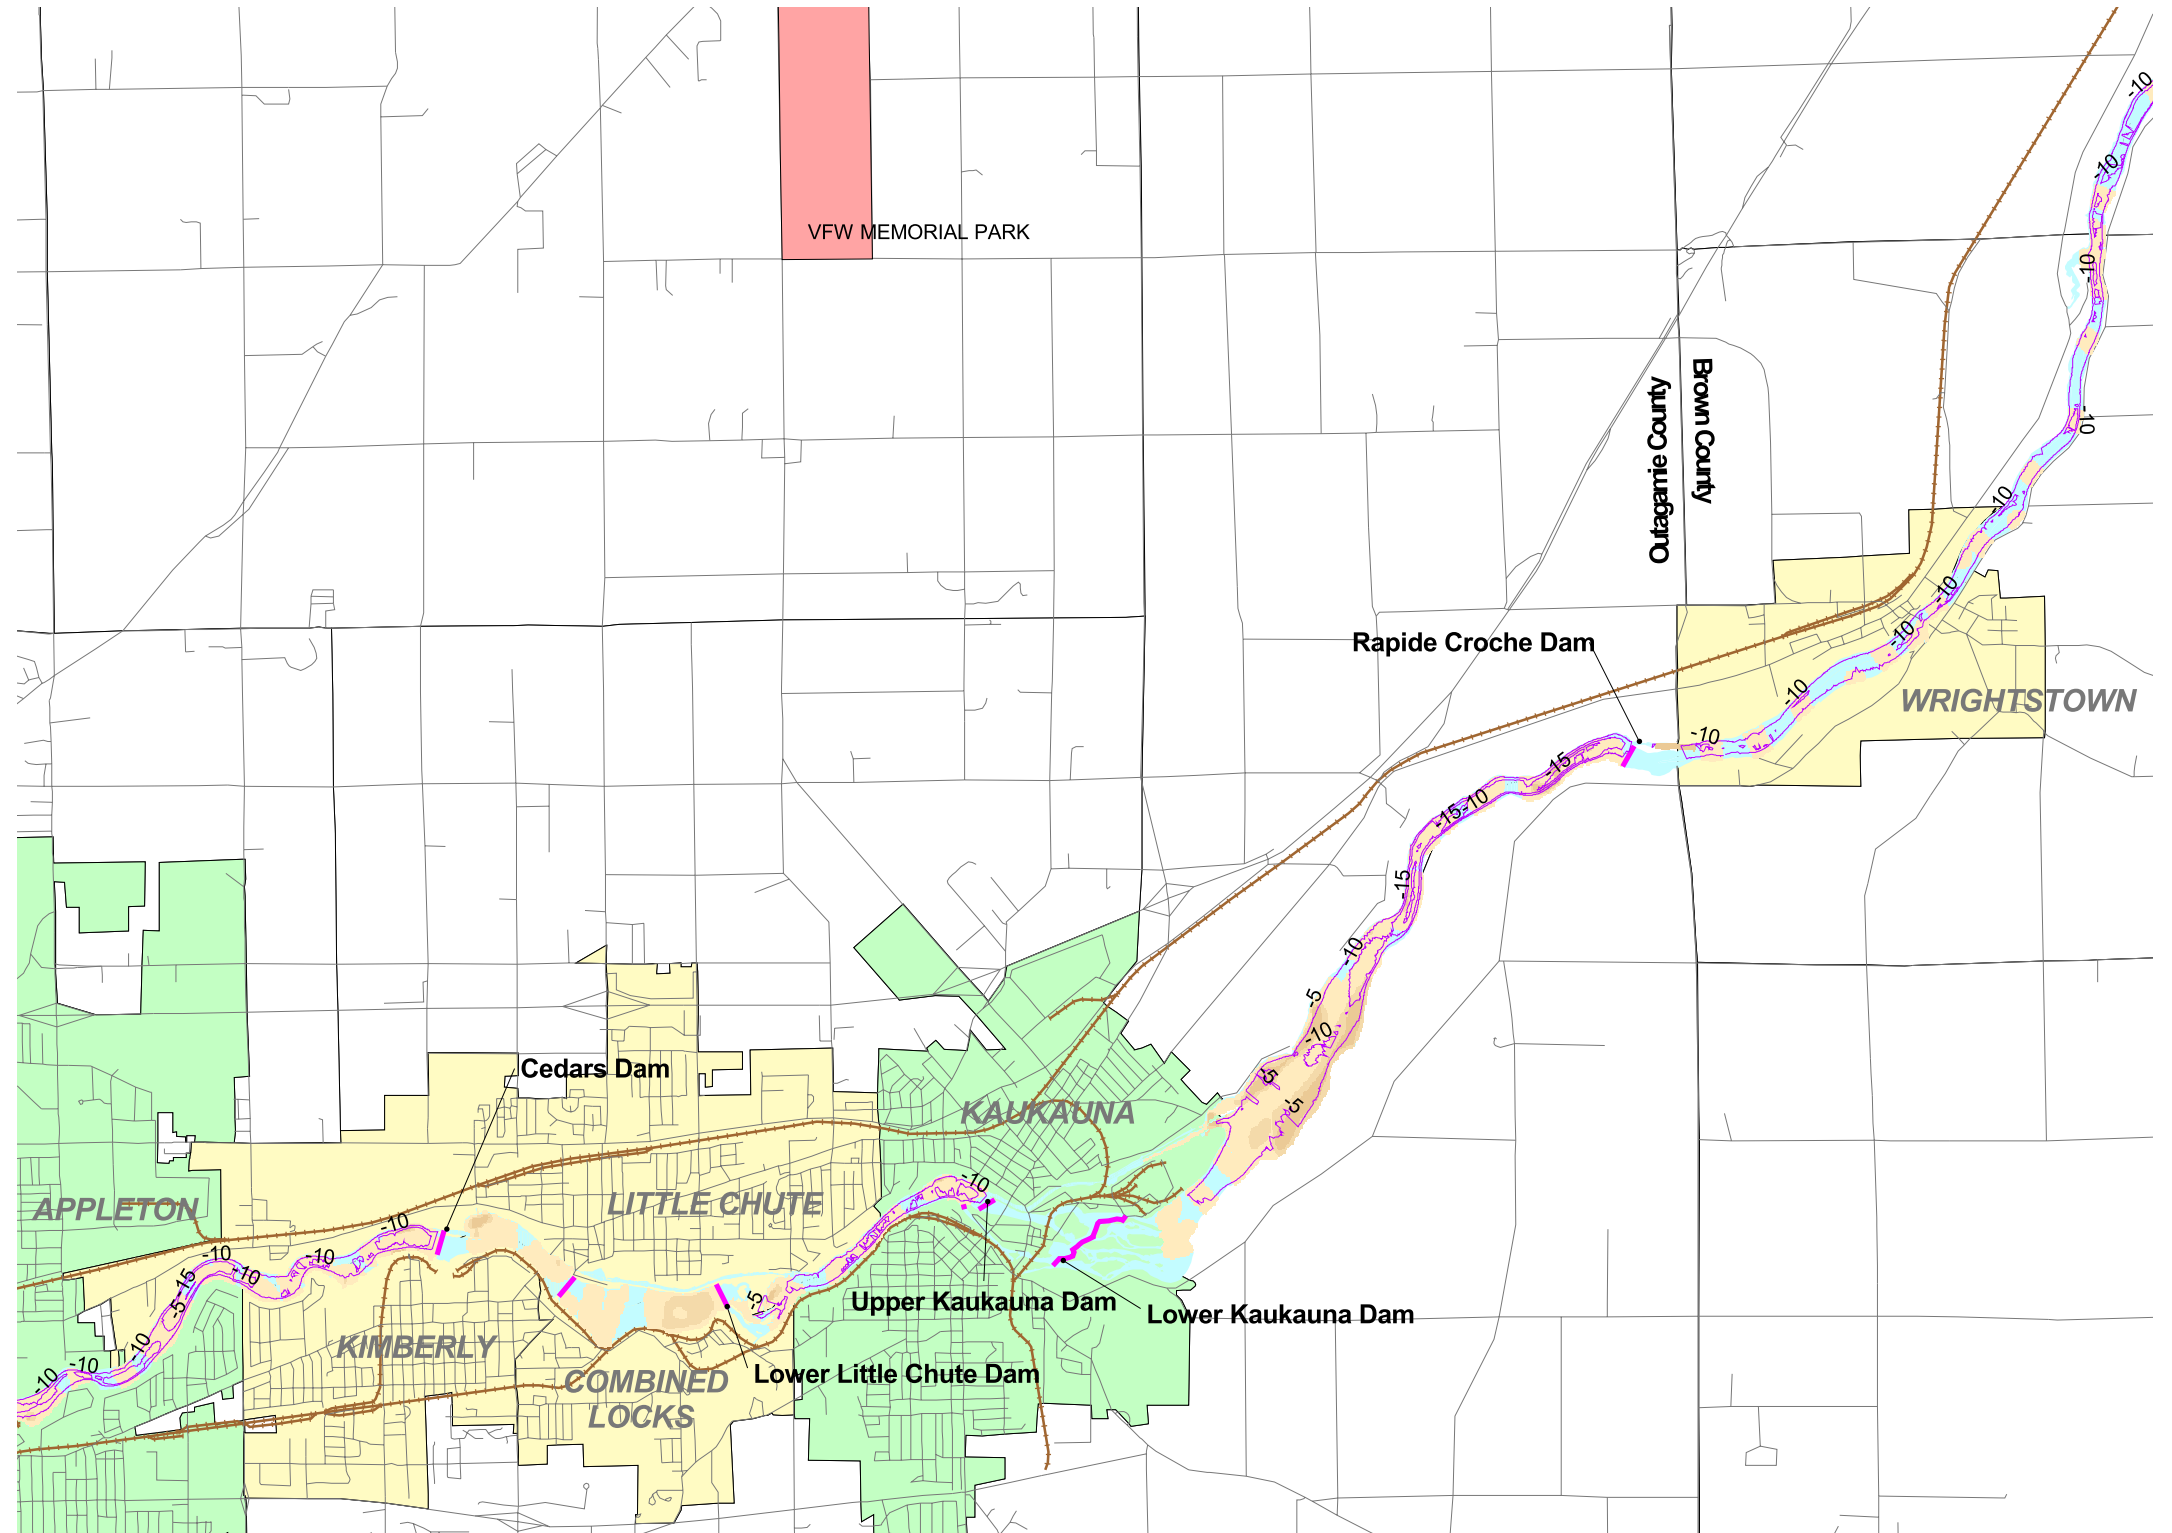 -10
-10
VFW MEMORIAL PARK
-10
Outagamie County
Brown County
-10
-10
-10
Rapide Croche Dam
-10
-10
WRIGHTSTOWN
-10
-15
-15
-10
-15
-10
-5
-10
Cedars Dam
-5
-5
KAUKAUNA
-10
APPLETON
LITTLE CHUTE
-10
-10
-10
-10
-15
-5
-5
Upper Kaukauna Dam
Lower Kaukauna Dam
-10
KIMBERLY
-10
-10
COMBINED
LOCKS
Lower Little Chute Dam